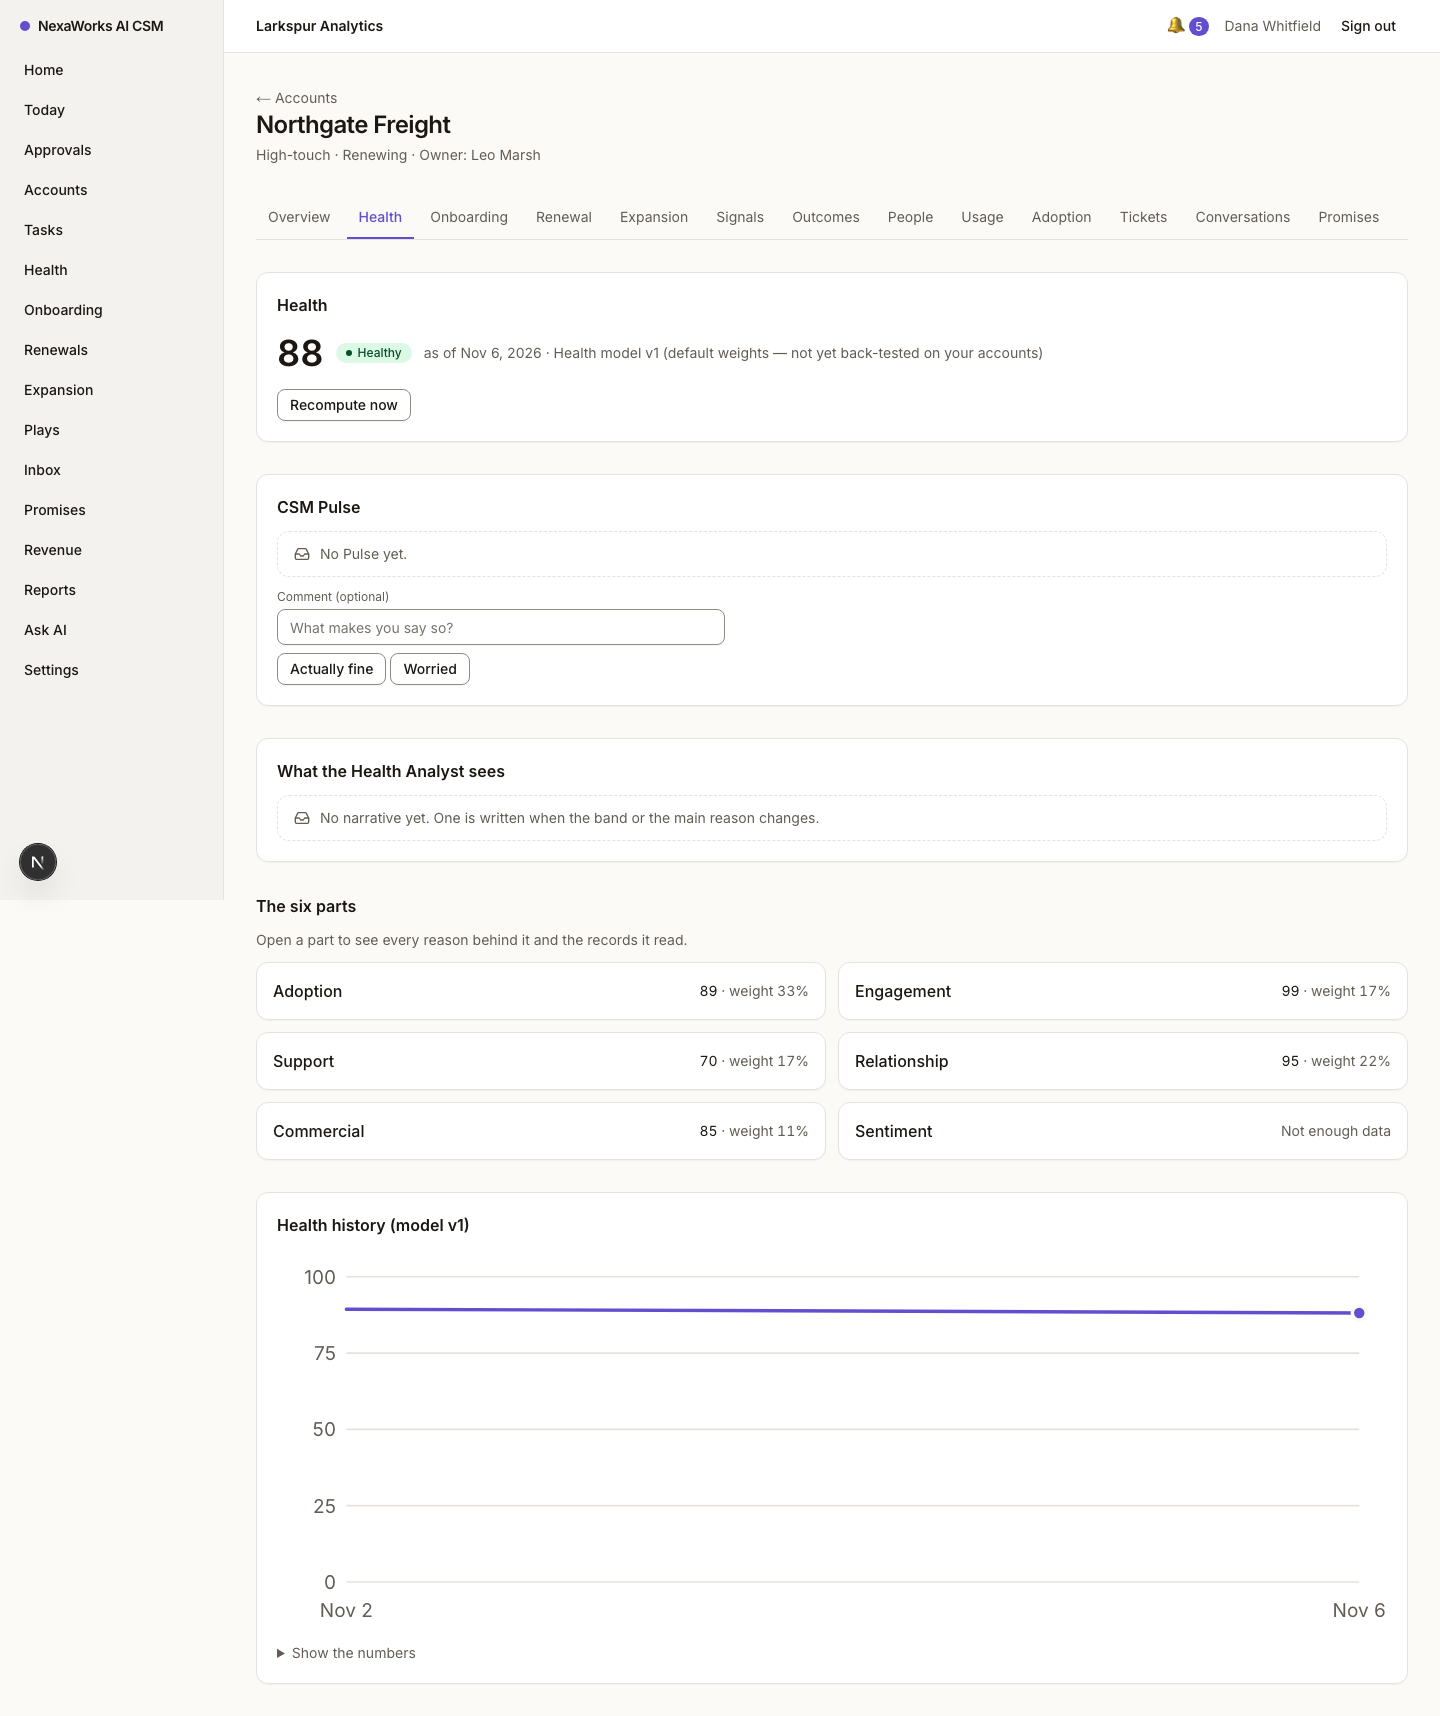 NexaWorks AI CSM
Home
Today
Approvals
Accounts
Tasks
Health
Onboarding
Renewals
Expansion
Plays
Inbox
Promises
Revenue
Reports
Ask AI
Settings
N
Larkspur Analytics
5
Dana Whitfield
Sign out
← Accounts
Northgate Freight
High-touch · Renewing · Owner: Leo Marsh
Overview Health Onboarding Renewal Expansion Signals Outcomes People Usage Adoption Tickets Conversations Promises
Health
88 Healthy as of Nov 6, 2026 · Health model v1 (default weights — not yet back-tested on your accounts)
Recompute now
CSM Pulse
No Pulse yet.
Comment (optional)
What makes you say so?
Actually fine Worried
What the Health Analyst sees
No narrative yet. One is written when the band or the main reason changes.
The six parts
Open a part to see every reason behind it and the records it read.
Adoption 89 · weight 33%
Engagement 99 · weight 17%
Support 70 · weight 17%
Relationship 95 · weight 22%
Commercial 85 · weight 11%
Sentiment Not enough data
Health history (model v1)
100
75
50
25
0
Nov 2 Nov 6
Show the numbers